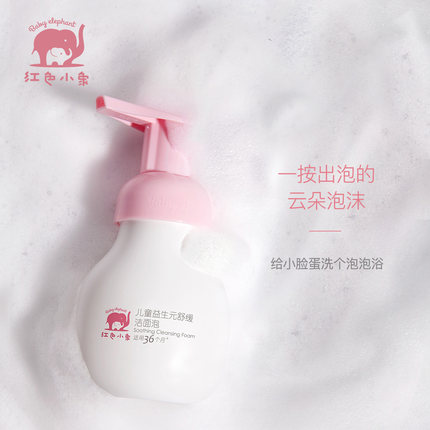 Baby elephant
红色小象
一按出泡的
云朵泡沫
给小脸蛋洗个泡泡浴
儿童益生元舒缓
洁面泡
Soothing Cleansing Foam
适用36个月+
Baby elephant
红色小象